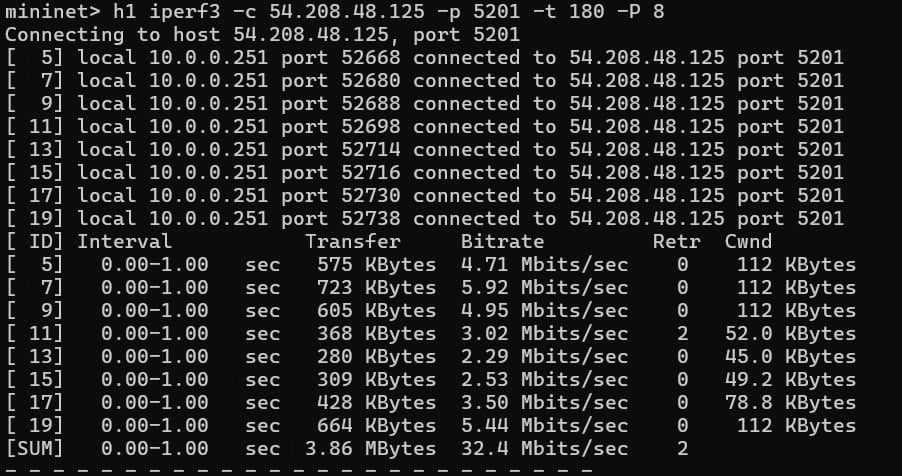 mininet> h1 iperf3 -c 54.208.48.125 -p 5201 -t 180 -P 8
Connecting to host 54.208.48.125, port 5201
[  5] local 10.0.0.251 port 52668 connected to 54.208.48.125 port 5201
[  7] local 10.0.0.251 port 52680 connected to 54.208.48.125 port 5201
[  9] local 10.0.0.251 port 52688 connected to 54.208.48.125 port 5201
[ 11] local 10.0.0.251 port 52698 connected to 54.208.48.125 port 5201
[ 13] local 10.0.0.251 port 52714 connected to 54.208.48.125 port 5201
[ 15] local 10.0.0.251 port 52716 connected to 54.208.48.125 port 5201
[ 17] local 10.0.0.251 port 52730 connected to 54.208.48.125 port 5201
[ 19] local 10.0.0.251 port 52738 connected to 54.208.48.125 port 5201
[ ID] Interval           Transfer     Bitrate         Retr  Cwnd
[  5]   0.00-1.00   sec   575 KBytes  4.71 Mbits/sec    0    112 KBytes
[  7]   0.00-1.00   sec   723 KBytes  5.92 Mbits/sec    0    112 KBytes
[  9]   0.00-1.00   sec   605 KBytes  4.95 Mbits/sec    0    112 KBytes
[ 11]   0.00-1.00   sec   368 KBytes  3.02 Mbits/sec    2   52.0 KBytes
[ 13]   0.00-1.00   sec   280 KBytes  2.29 Mbits/sec    0   45.0 KBytes
[ 15]   0.00-1.00   sec   309 KBytes  2.53 Mbits/sec    0   49.2 KBytes
[ 17]   0.00-1.00   sec   428 KBytes  3.50 Mbits/sec    0   78.8 KBytes
[ 19]   0.00-1.00   sec   664 KBytes  5.44 Mbits/sec    0    112 KBytes
[SUM]   0.00-1.00   sec  3.86 MBytes  32.4 Mbits/sec    2
- - - - - - - - - - - - - - - - - - - - - - - - -